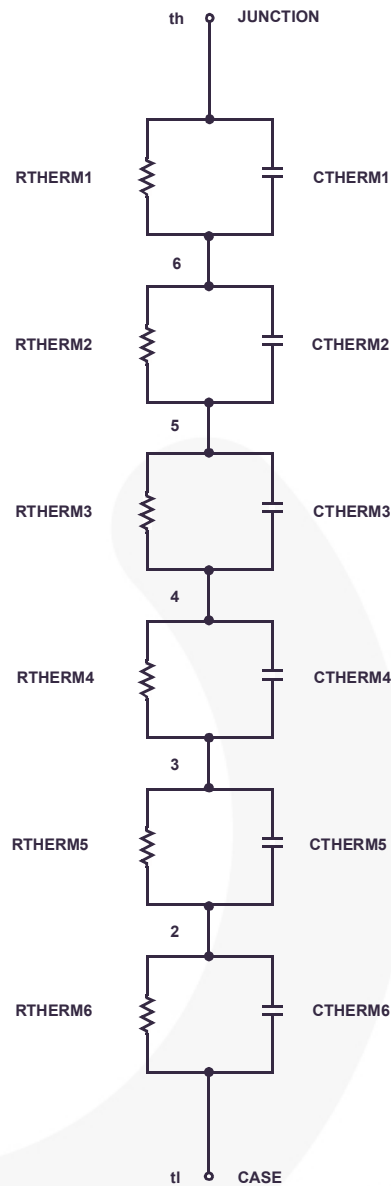 th JUNCTION
RTHERM1 CTHERM1
6
RTHERM2 CTHERM2
5
RTHERM3 CTHERM3
4
RTHERM4 CTHERM4
3
RTHERM5 CTHERM5
2
RTHERM6 CTHERM6
tl CASE